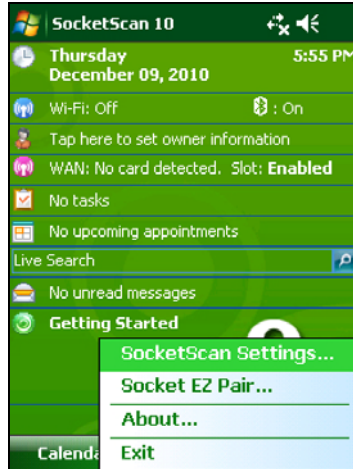 SocketScan 10
Thursday 5:55 PM
December 09, 2010
Wi-Fi: Off : On
Tap here to set owner information
WAN: No card detected. Slot: Enabled
No tasks
No upcoming appointments
Live Search
No unread messages
Getting Started
SocketScan Settings...
Socket EZ Pair...
About...
Exit